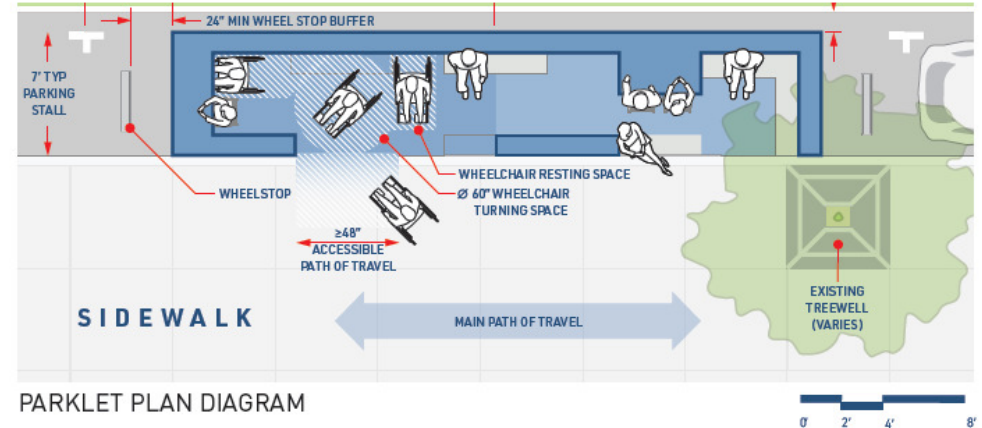 24" MIN WHEEL STOP BUFFER
7' TYP
PARKING
STALL
WHEELSTOP
WHEELCHAIR RESTING SPACE
Ø 60" WHEELCHAIR
TURNING SPACE
≥48"
ACCESSIBLE
PATH OF TRAVEL
SIDEWALK
MAIN PATH OF TRAVEL
EXISTING
TREEWELL
(VARIES)
PARKLET PLAN DIAGRAM
0' 2' 4' 8'